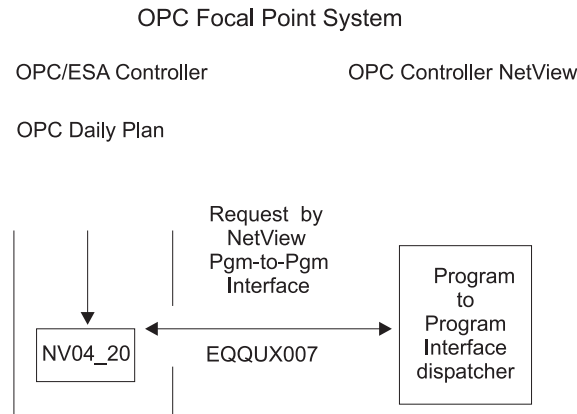 OPC Focal Point System
OPC/ESA Controller
OPC Controller NetView
OPC Daily Plan
Request by
NetView
Pgm-to-Pgm
Interface
NV04_20
EQQUX007
Program
to
Program
Interface
dispatcher